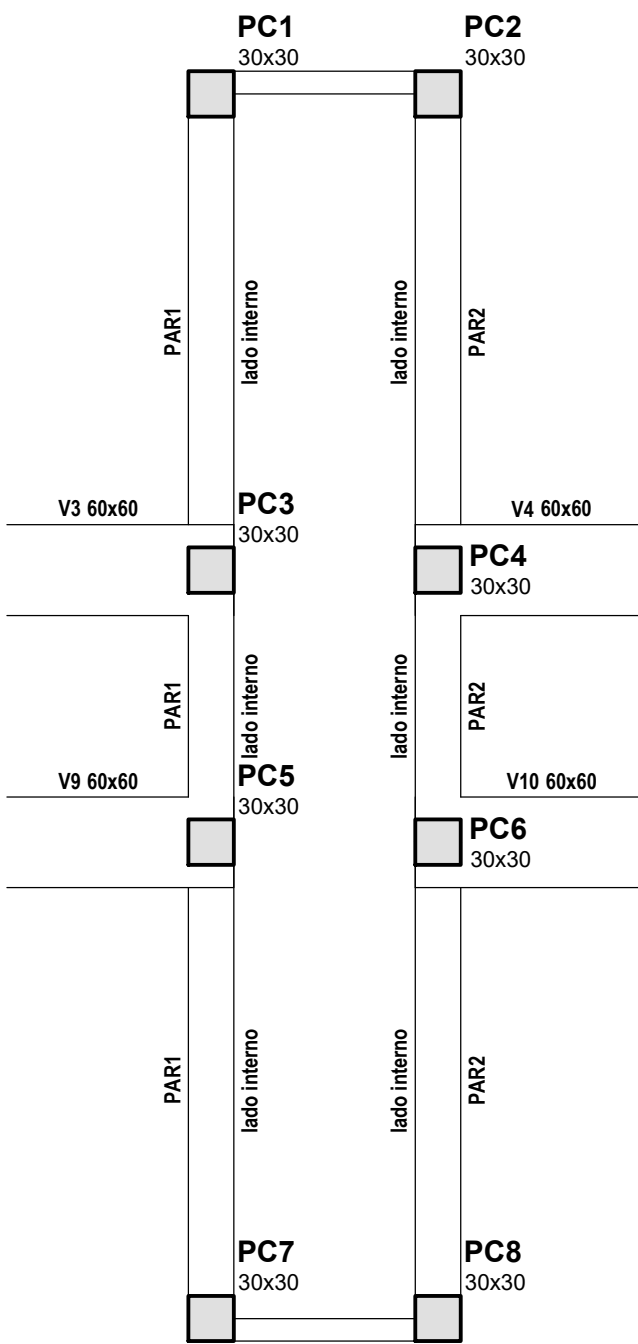 PC1
30x30
PC2
30x30
PAR1
lado interno
lado interno
PAR2
V3 60x60
PC3
30x30
V4 60x60
PC4
30x30
PAR1
lado interno
lado interno
PAR2
V9 60x60
PC5
30x30
V10 60x60
PC6
30x30
PAR1
lado interno
lado interno
PAR2
PC7
30x30
PC8
30x30